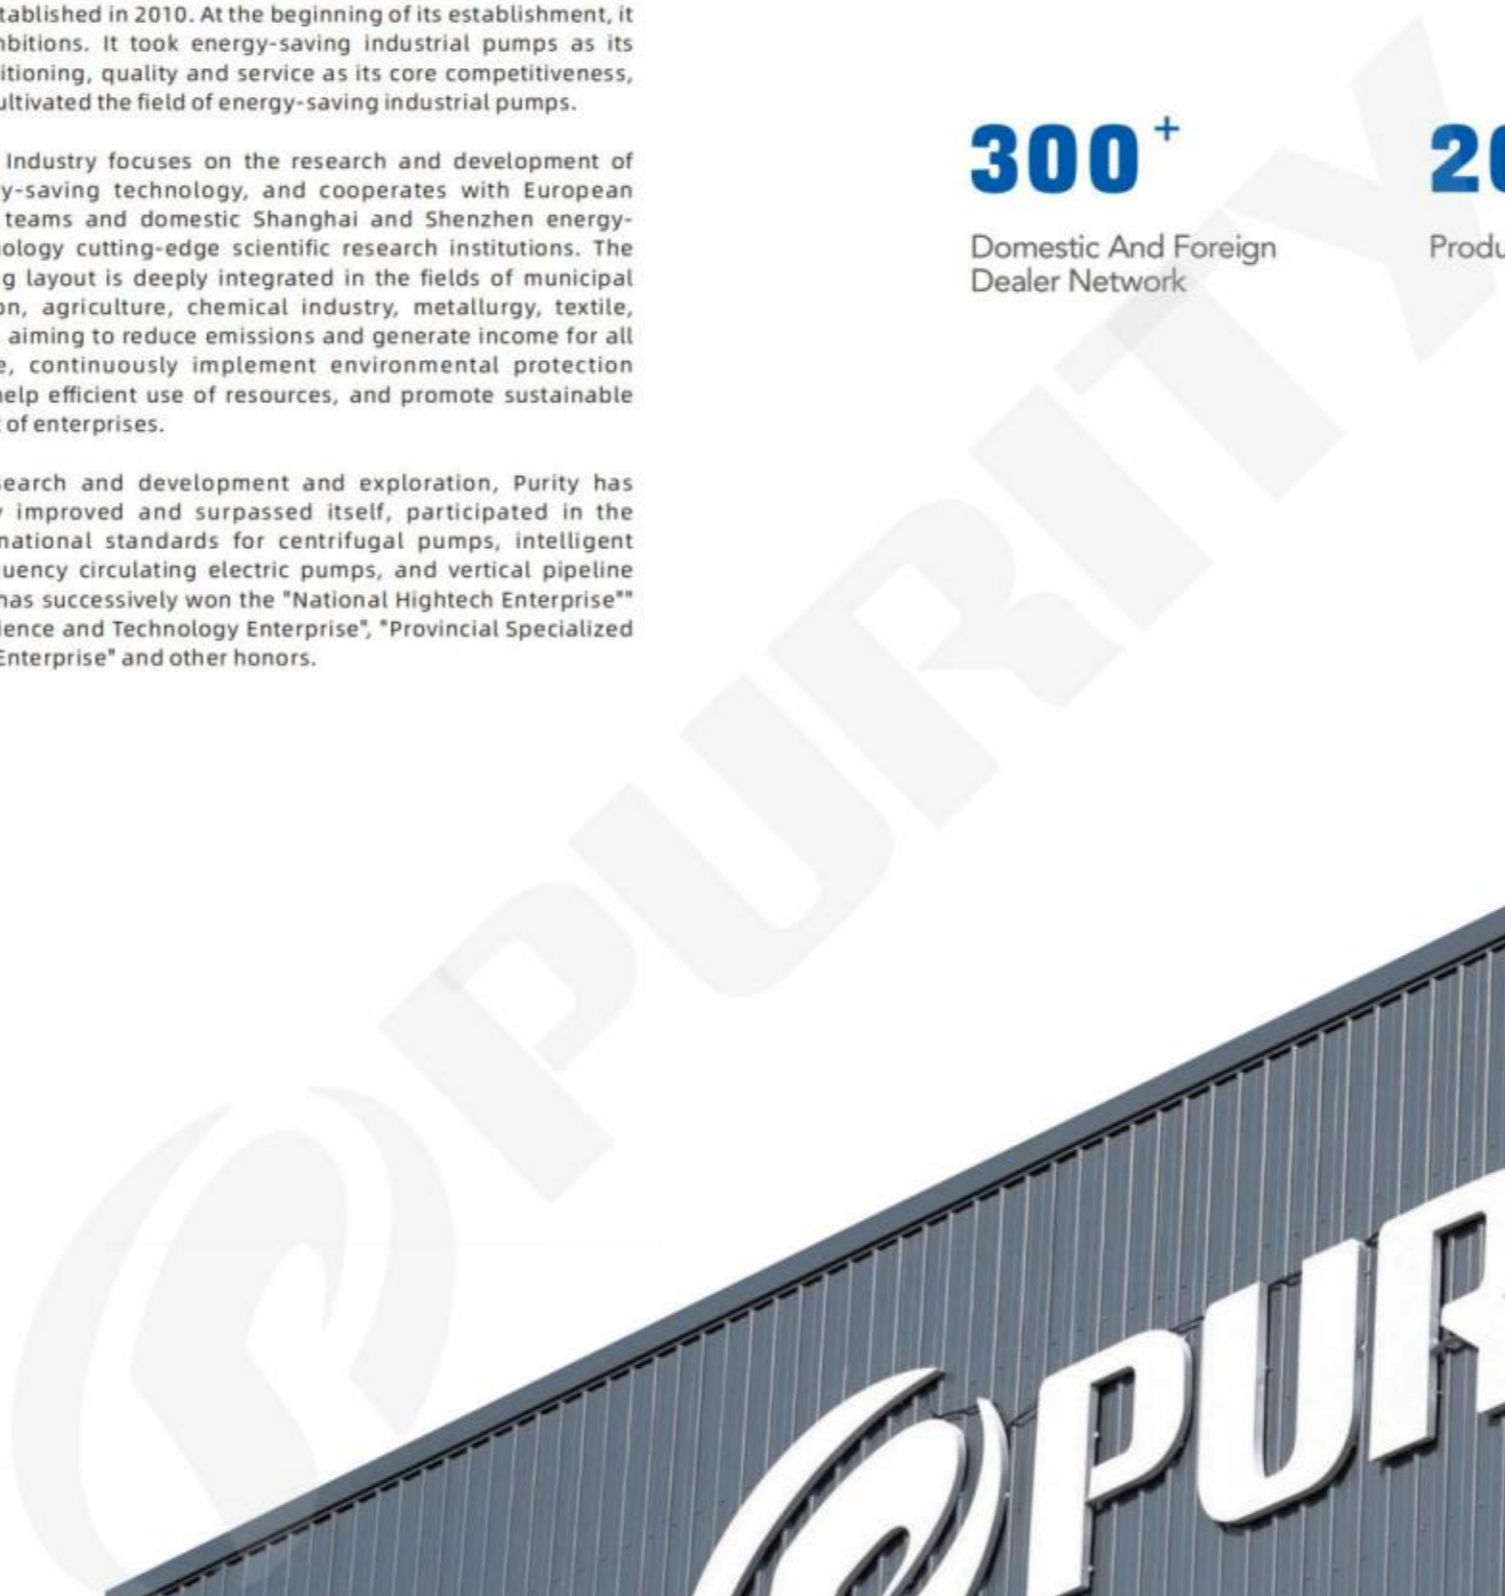 tablished in 2010. At the beginning of its establishment, it
nbitions. It took energy-saving industrial pumps as its
itioning, quality and service as its core competitiveness,
ultivated the field of energy-saving industrial pumps.
Industry focuses on the research and development of
y-saving technology, and cooperates with European
teams and domestic Shanghai and Shenzhen energy-
ology cutting-edge scientific research institutions. The
g layout is deeply integrated in the fields of municipal
on, agriculture, chemical industry, metallurgy, textile,
aiming to reduce emissions and generate income for all
e, continuously implement environmental protection
help efficient use of resources, and promote sustainable
of enterprises.
search and development and exploration, Purity has
y improved and surpassed itself, participated in the
national standards for centrifugal pumps, intelligent
uency circulating electric pumps, and vertical pipeline
has successively won the "National Hightech Enterprise""
ience and Technology Enterprise", "Provincial Specialized
Enterprise" and other honors.
300+
Domestic And Foreign
Dealer Network
20
Produ
PURITY
PUR